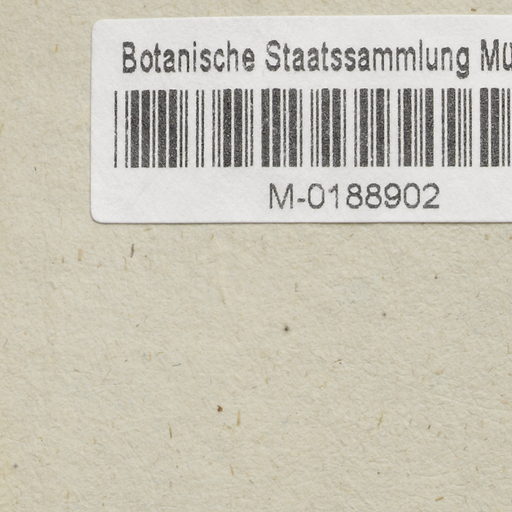 Botanische Staatssammlung Mü
M-0188902